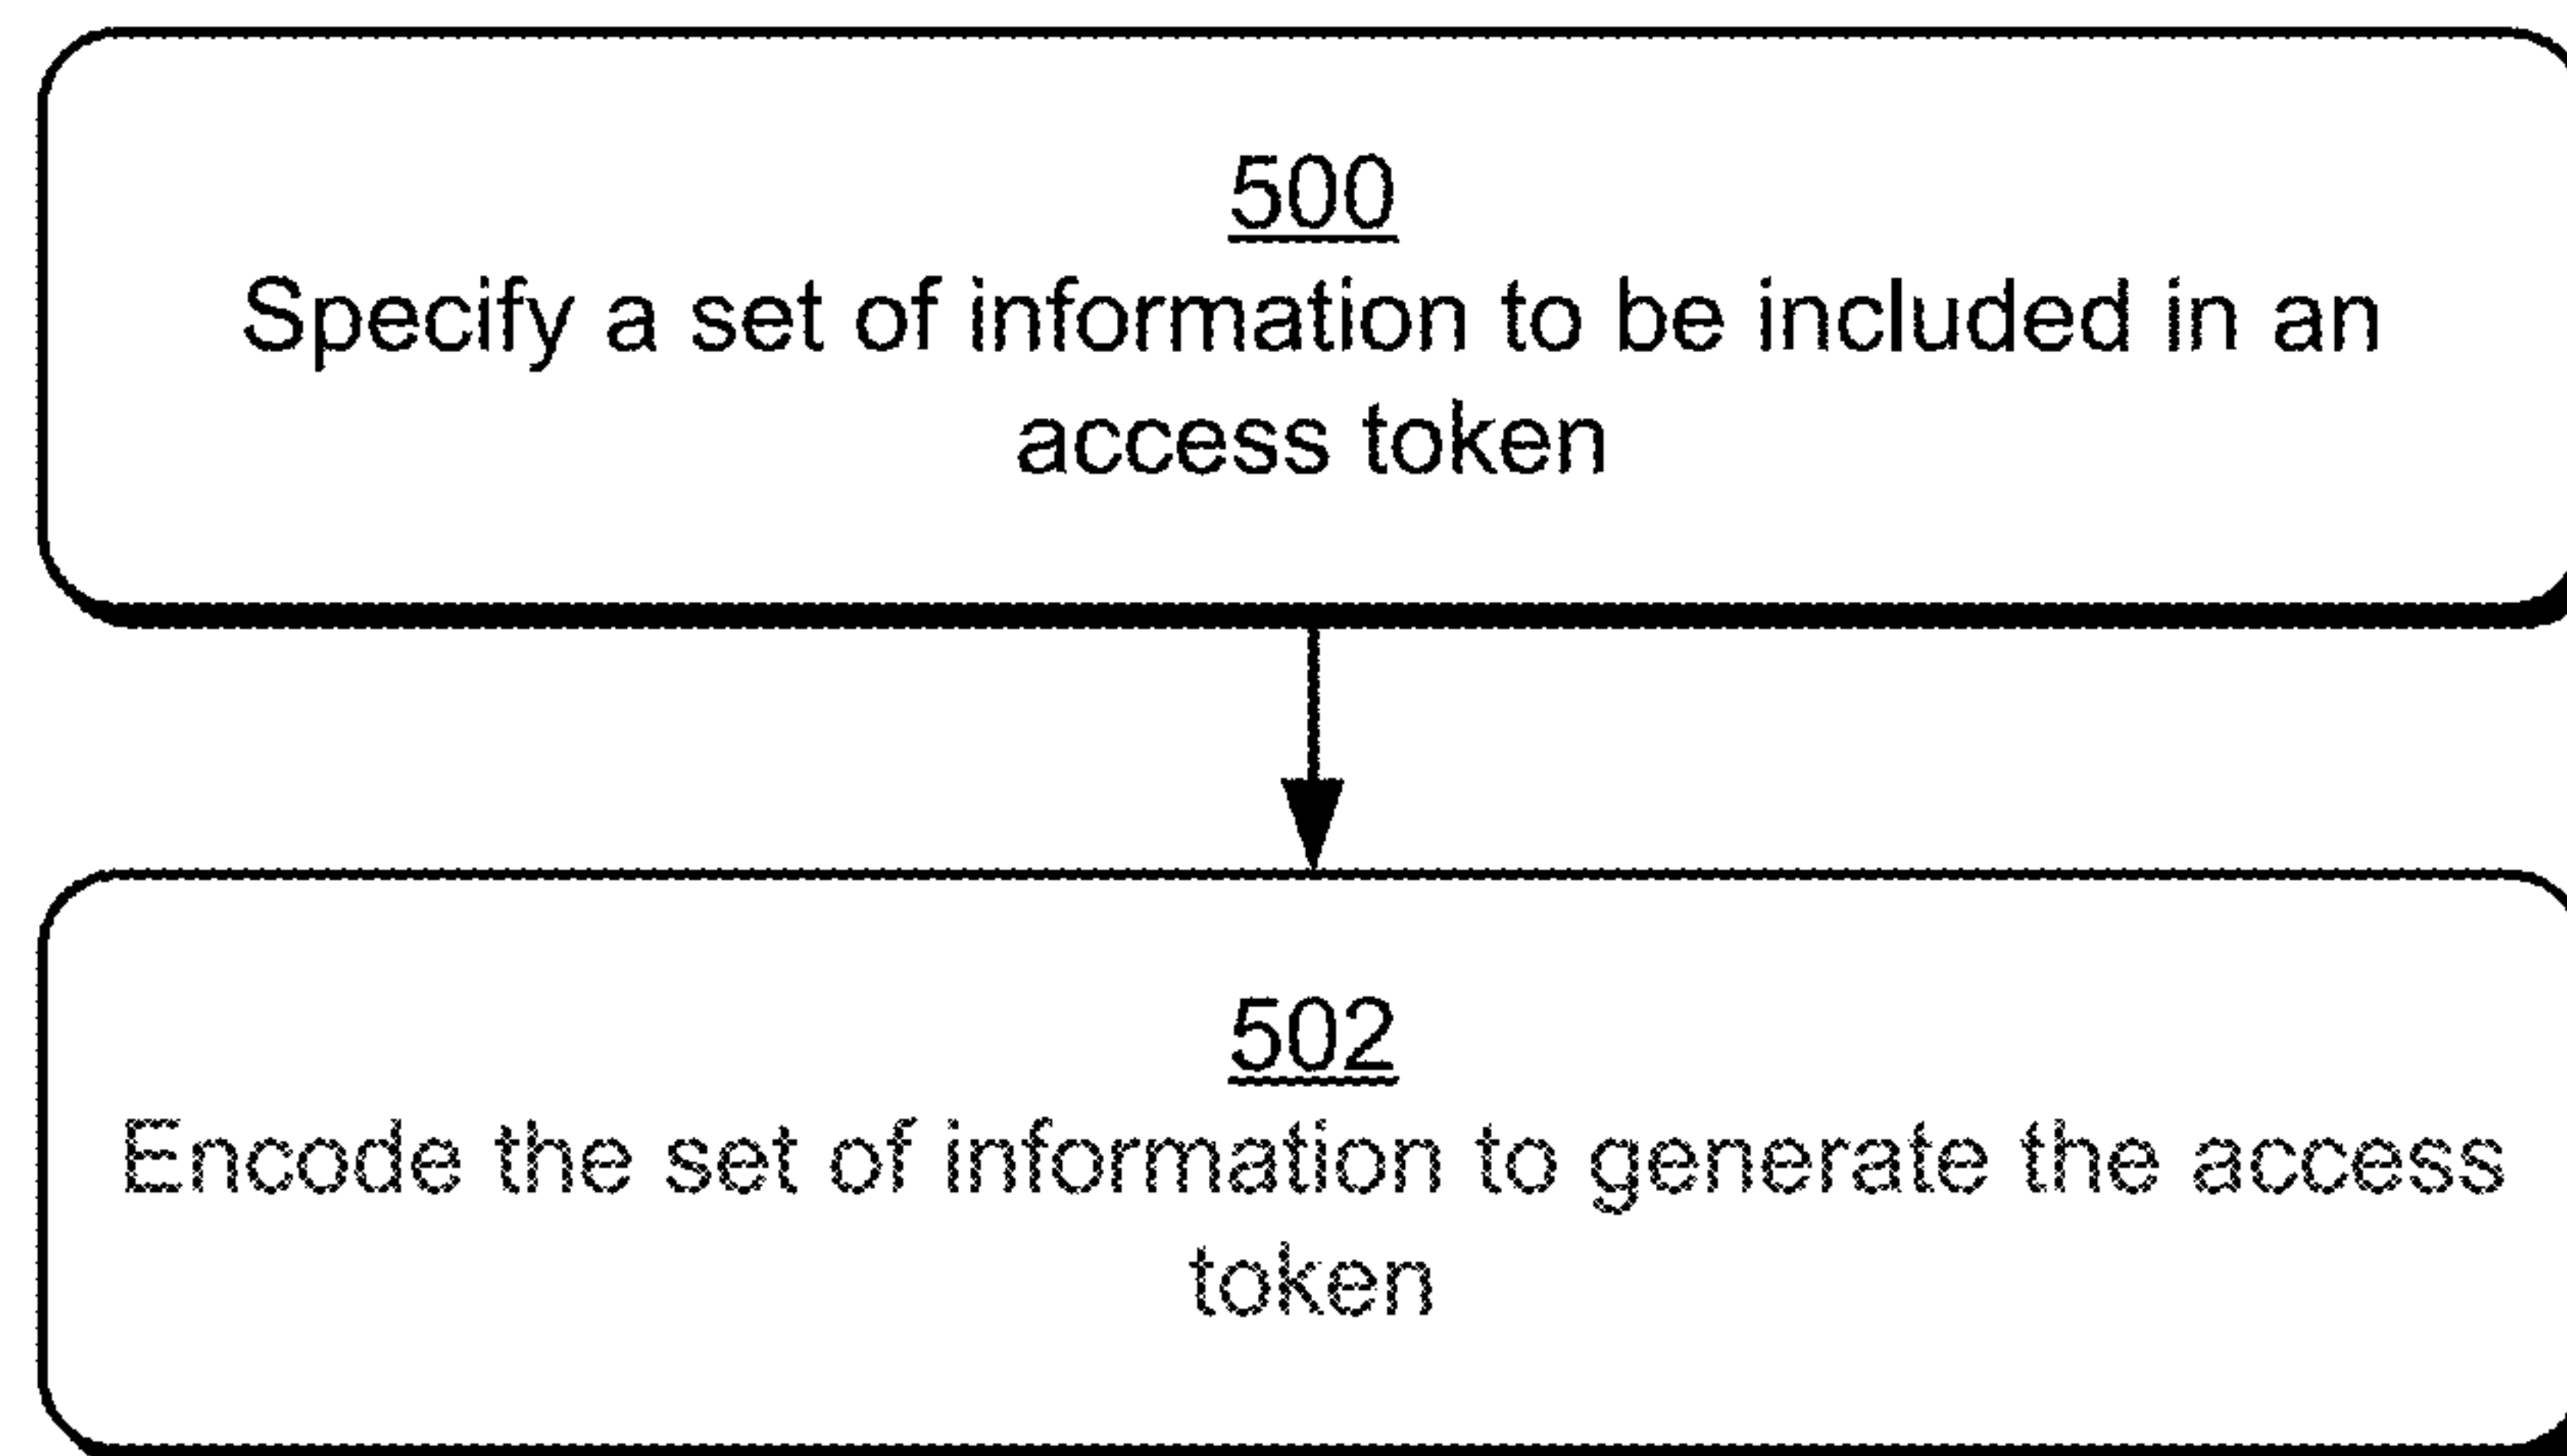 500
Specify a set of information to be included in an
access token
502
Encode the set of information to generate the access
token